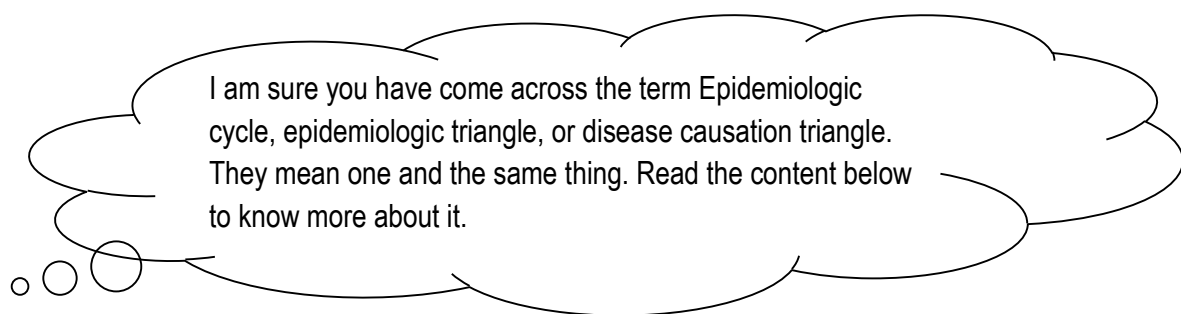 I am sure you have come across the term Epidemiologic
cycle, epidemiologic triangle, or disease causation triangle.
They mean one and the same thing. Read the content below
to know more about it.